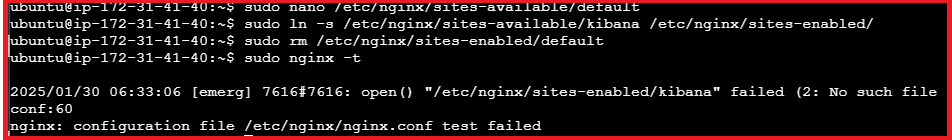 ubuntu@ip-172-31-41-40:~$ sudo nano /etc/nginx/sites-available/default
ubuntu@ip-172-31-41-40:~$ sudo ln -s /etc/nginx/sites-available/kibana /etc/nginx/sites-enabled/
ubuntu@ip-172-31-41-40:~$ sudo rm /etc/nginx/sites-enabled/default
ubuntu@ip-172-31-41-40:~$ sudo nginx -t
2025/01/30 06:33:06 [emerg] 7616#7616: open() "/etc/nginx/sites-enabled/kibana" failed (2: No such file
conf:60
nginx: configuration file /etc/nginx/nginx.conf test failed